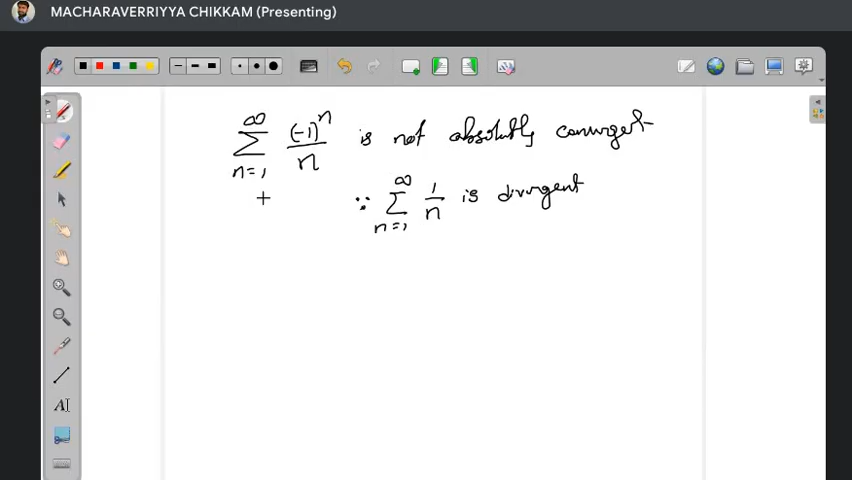 MACHARAVERRIYYA CHIKKAM (Presenting)
∞
∑ (-1)^n / n is not absolutely convergent
n=1
∞
∵ ∑ 1/n is divergent
n=1